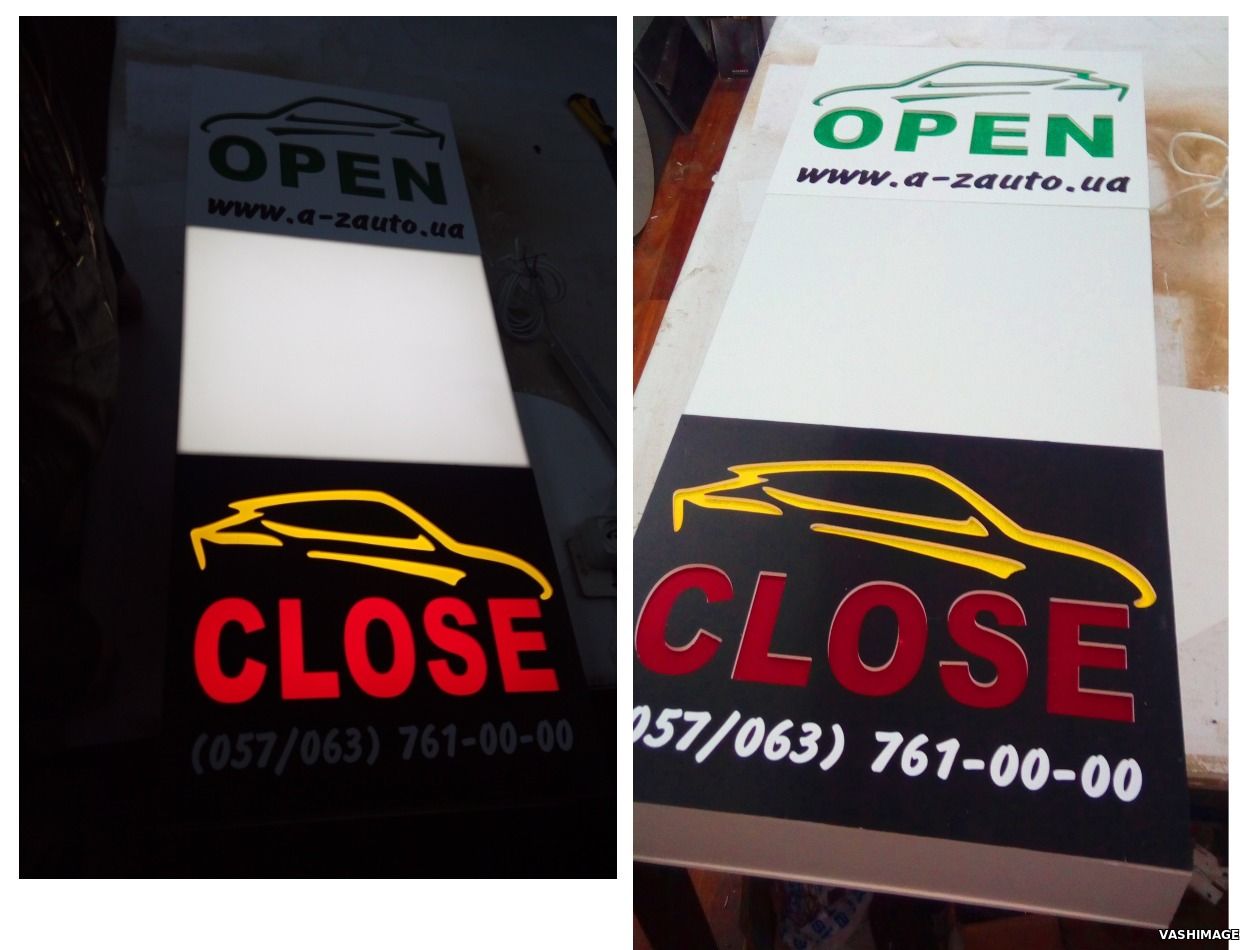 OPEN
www.a-zauto.ua
CLOSE
(057/063) 761-00-00
OPEN
www.a-zauto.ua
CLOSE
057/063) 761-00-00
VASHIMAGE